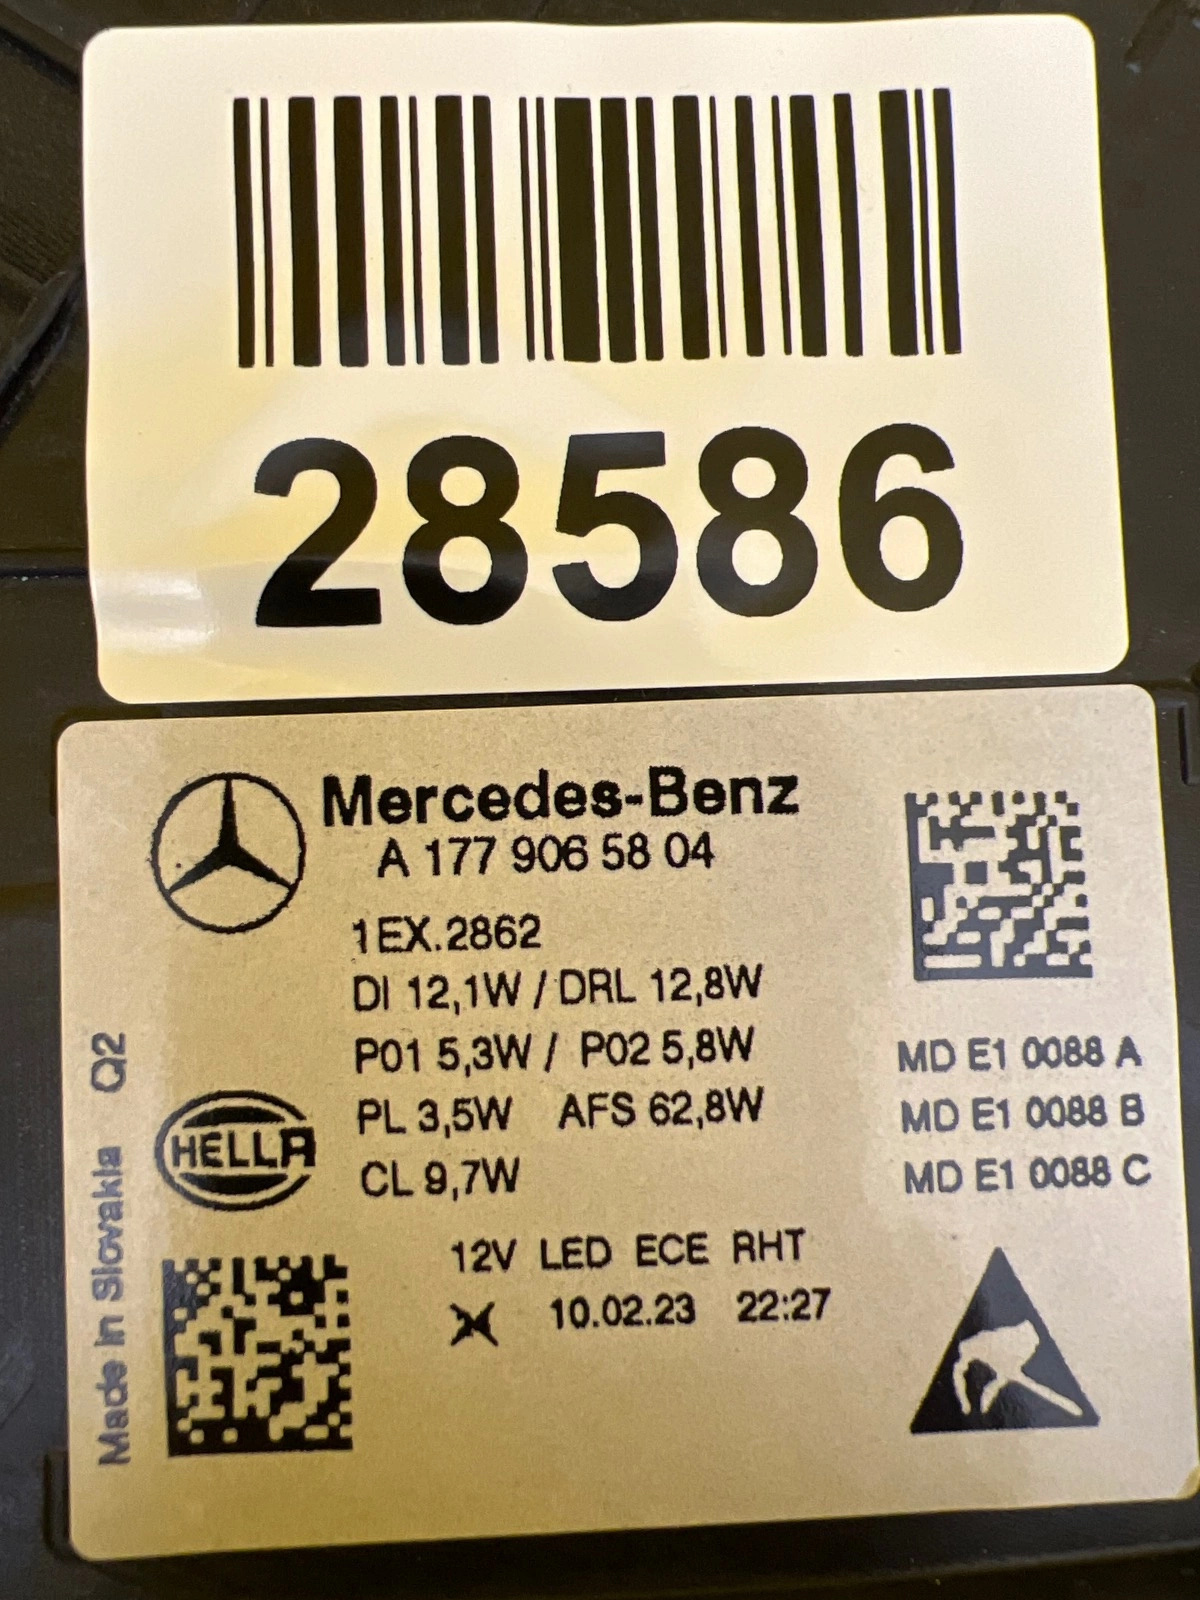 28586
Mercedes-Benz
A 177 906 58 04
1EX.2862
DI 12,1W / DRL 12,8W
P01 5,3W / P02 5,8W
PL 3,5W AFS 62,8W
CL 9,7W
MD E1 0088 A
MD E1 0088 B
MD E1 0088 C
HELLA
12V LED ECE RHT
10.02.23 22:27
Made in Slovakia Q2